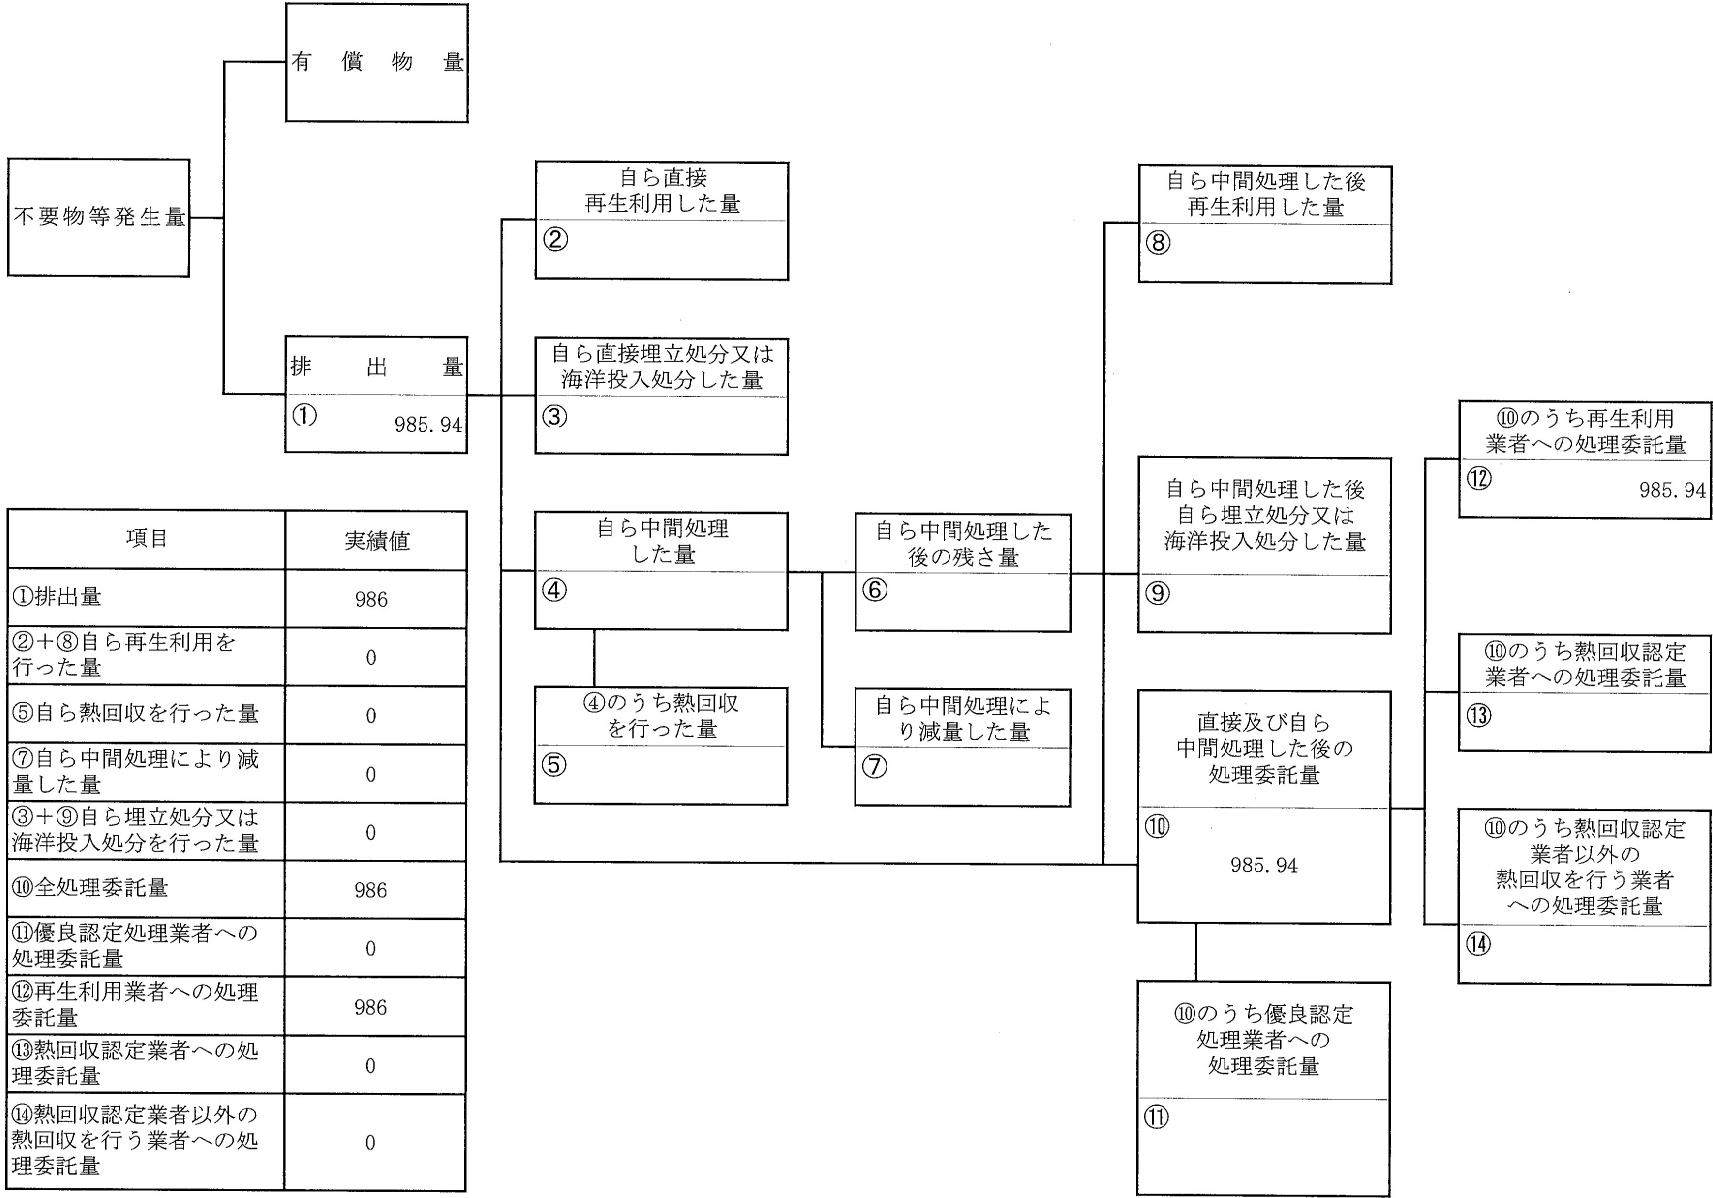 有償物量
不要物等発生量
排出量
①
985.94
自ら直接
再生利用した量
②
自ら直接埋立処分又は
海洋投入処分した量
③
自ら中間処理
した量
④
④のうち熱回収
を行った量
⑤
自ら中間処理した
後の残さ量
⑥
自ら中間処理によ
り減量した量
⑦
自ら中間処理した後
再生利用した量
⑧
自ら中間処理した後
自ら埋立処分又は
海洋投入処分した量
⑨
直接及び自ら
中間処理した後の
処理委託量
⑩
985.94
⑩のうち優良認定
処理業者への
処理委託量
⑪
⑩のうち再生利用
業者への処理委託量
⑫
985.94
⑩のうち熱回収認定
業者への処理委託量
⑬
⑩のうち熱回収認定
業者以外の
熱回収を行う業者
への処理委託量
⑭
項目 実績値
①排出量 986
②+⑧自ら再生利用を
行った量 0
⑤自ら熱回収を行った量 0
⑦自ら中間処理により減
量した量 0
③+⑨自ら埋立処分又は
海洋投入処分を行った量 0
⑩全処理委託量 986
⑪優良認定処理業者への
処理委託量 0
⑫再生利用業者への処理
委託量 986
⑬熱回収認定業者への処
理委託量 0
⑭熱回収認定業者以外の
熱回収を行う業者への処
理委託量 0